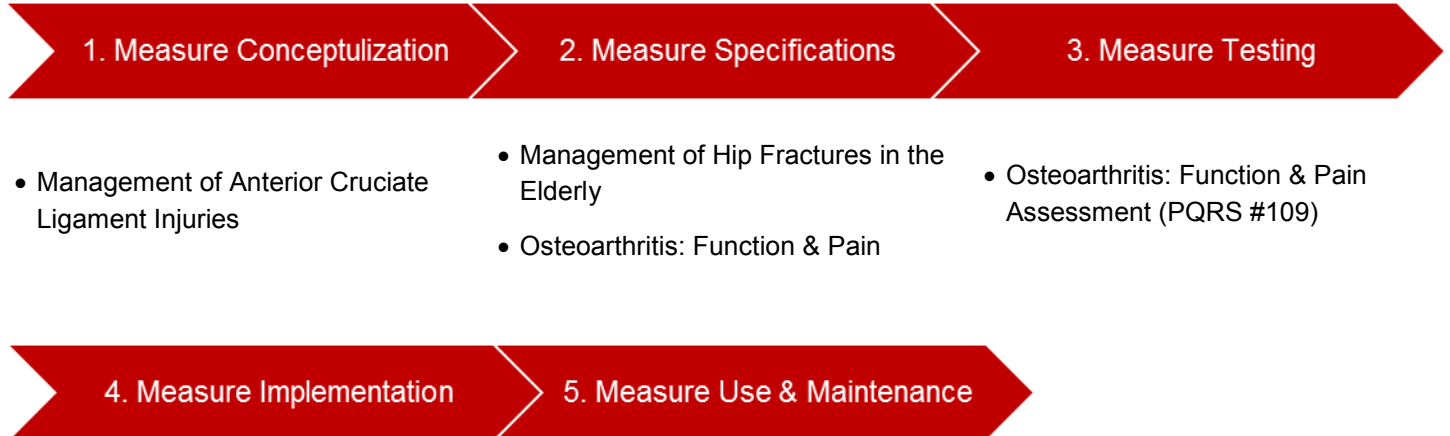 1. Measure Conceptulization
2. Measure Specifications
3. Measure Testing
• Management of Anterior Cruciate
Ligament Injuries
• Management of Hip Fractures in the
Elderly
• Osteoarthritis: Function & Pain
• Osteoarthritis: Function & Pain
Assessment (PQRS #109)
4. Measure Implementation
5. Measure Use & Maintenance